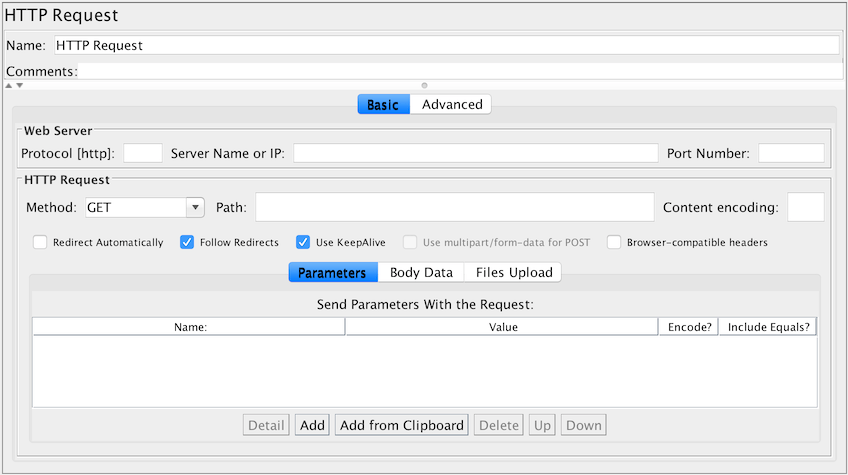 HTTP Request
Name: HTTP Request
Comments:
Basic Advanced
Web Server
Protocol [http]: Server Name or IP: Port Number:
HTTP Request
Method: GET Path: Content encoding:
Redirect Automatically Follow Redirects Use KeepAlive Use multipart/form-data for POST Browser-compatible headers
Parameters Body Data Files Upload
Send Parameters With the Request:
Name: Value Encode? Include Equals?
Detail Add Add from Clipboard Delete Up Down